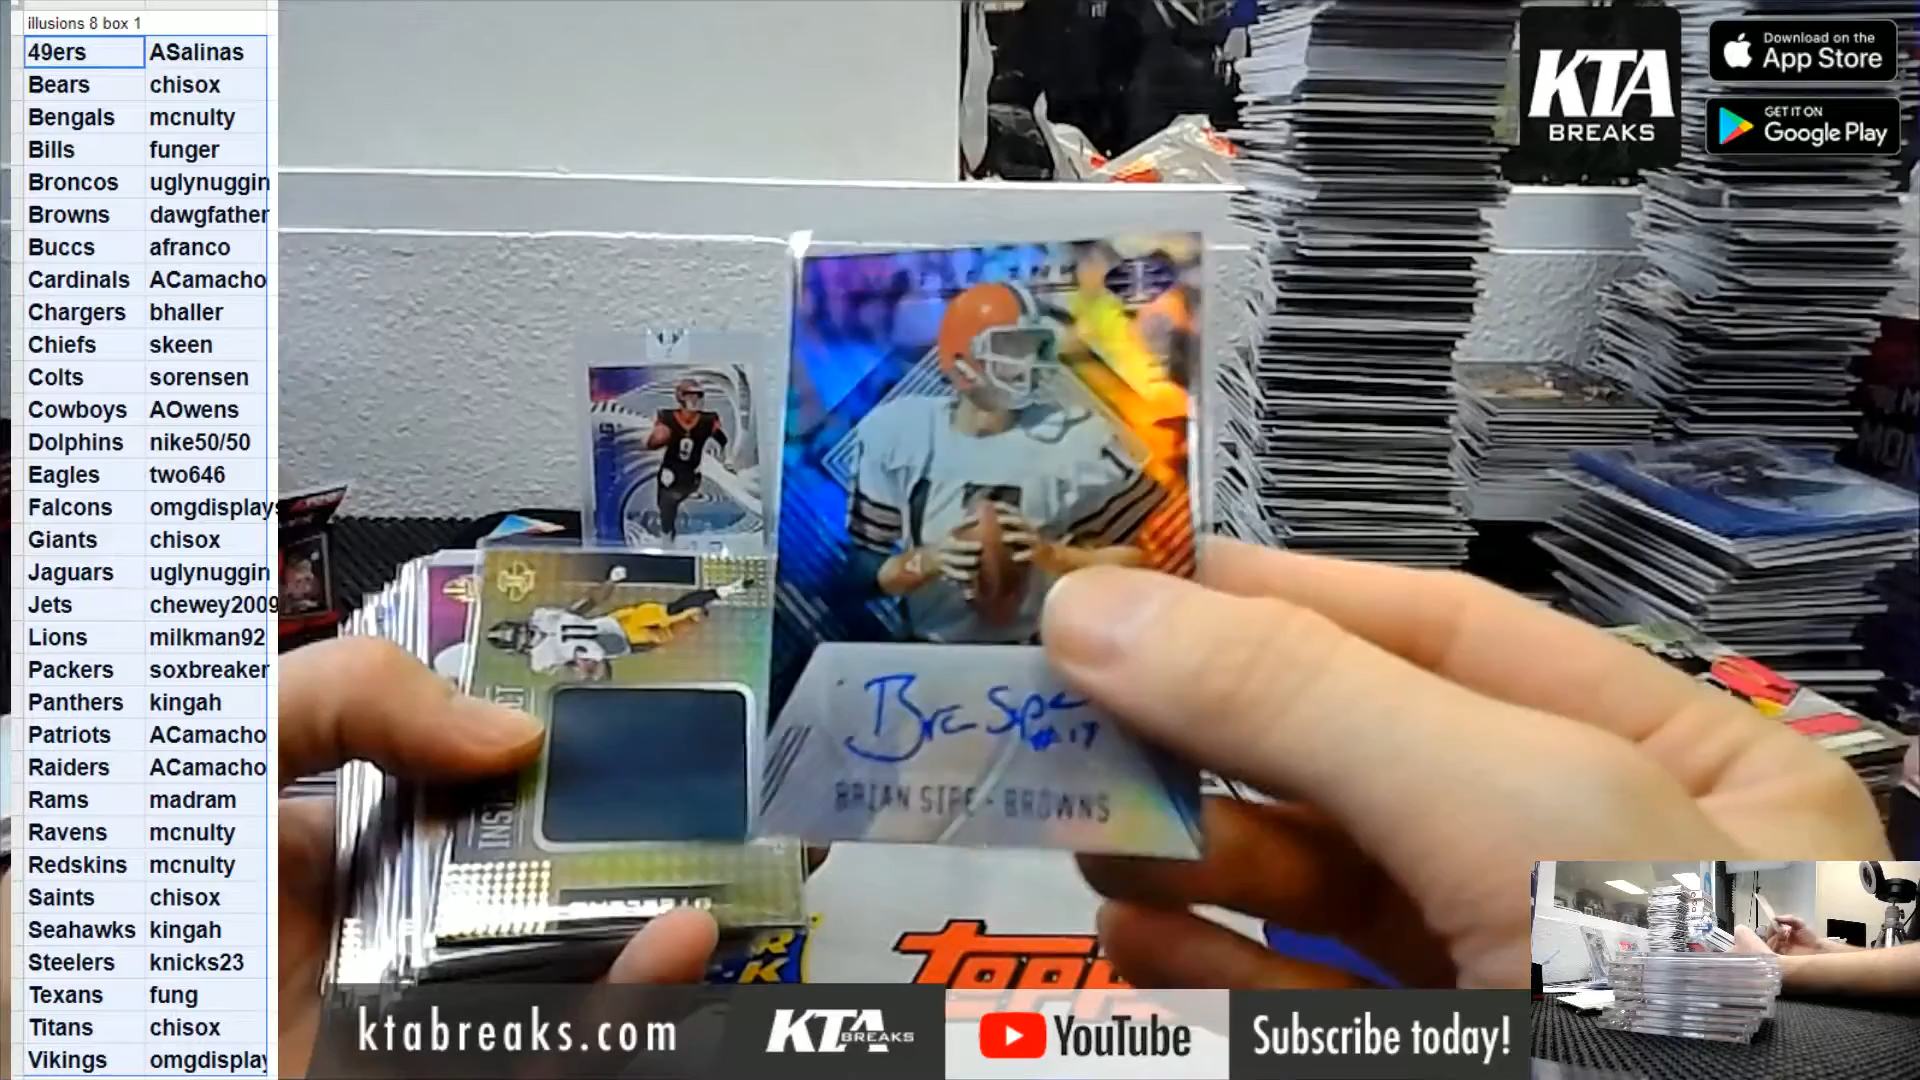 illusions 8 box 1
49ers ASalinas
Bears chisox
Bengals mcnulty
Bills funger
Broncos uglynuggin
Browns dawgfather
Buccs afranco
Cardinals ACamacho
Chargers bhaller
Chiefs skeen
Colts sorensen
Cowboys AOwens
Dolphins nike50/50
Eagles two646
Falcons omgdisplays
Giants chisox
Jaguars uglynuggin
Jets chewey2009
Lions milkman92
Packers soxbreaker
Panthers kingah
Patriots ACamacho
Raiders ACamacho
Rams madram
Ravens mcnulty
Redskins mcnulty
Saints chisox
Seahawks kingah
Steelers knicks23
Texans fung
Titans chisox
Vikings omgdisplay
KTA
BREAKS
Download on the
App Store
GET IT ON
Google Play
9
11
#17
BRIAN SIPE - BROWNS
topps
ktabreaks.com
KTA BREAKS
YouTube
Subscribe today!